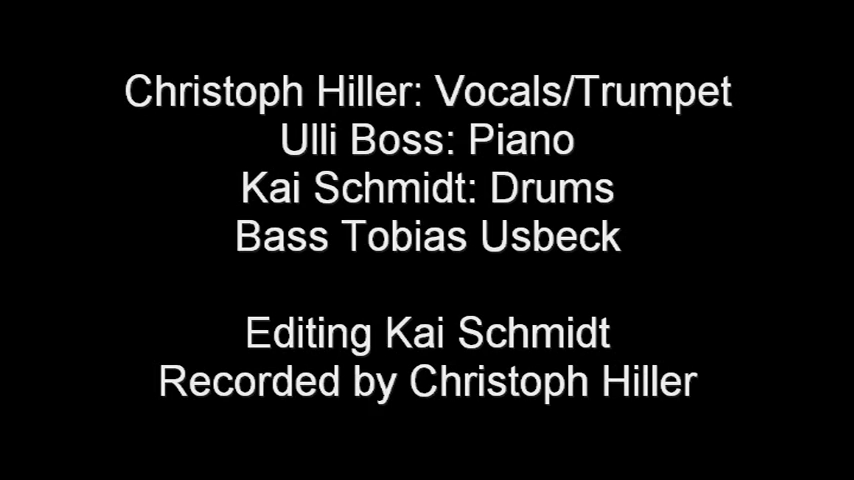 Christoph Hiller: Vocals/Trumpet
Ulli Boss: Piano
Kai Schmidt: Drums
Bass Tobias Usbeck
Editing Kai Schmidt
Recorded by Christoph Hiller